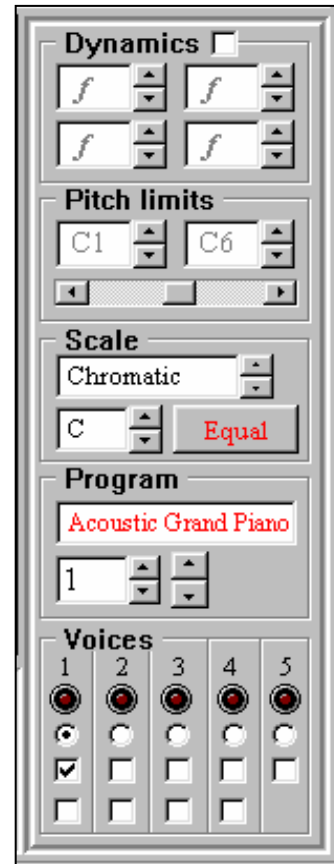 Dynamics
f f
f f
Pitch limits
C1 C6
Scale
Chromatic
C Equal
Program
Acoustic Grand Piano
1
Voices
1 2 3 4 5